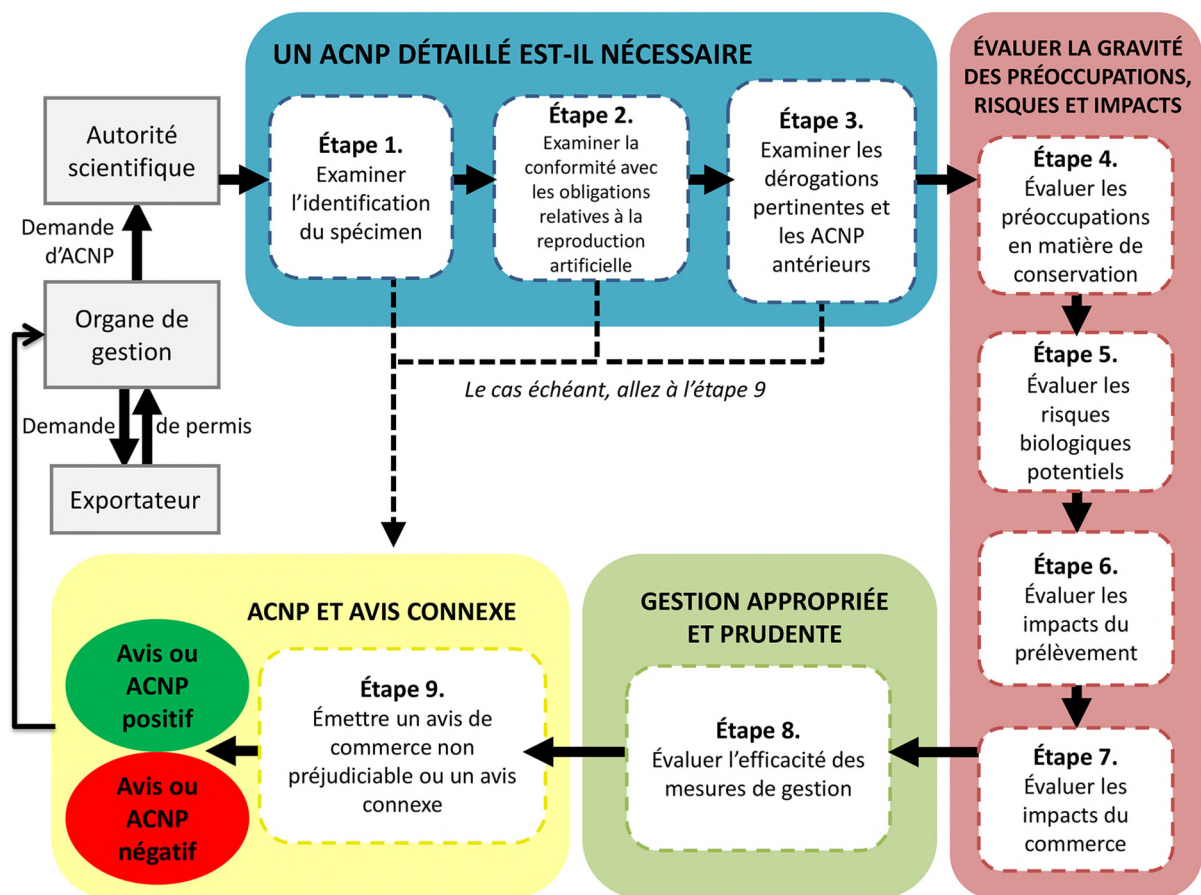 UN ACNP DÉTAILLÉ EST-IL NÉCESSAIRE
Étape 1.
Examiner
l'identification
du spécimen
Étape 2.
Examiner la
conformité avec
les obligations
relatives à la
reproduction
artificielle
Étape 3.
Examiner les
dérogations
pertinentes et
les ACNP
antérieurs
ÉVALUER LA GRAVITÉ
DES PRÉOCCUPATIONS,
RISQUES ET IMPACTS
Étape 4.
Évaluer les
préoccupations
en matière de
conservation
Étape 5.
Évaluer les
risques
biologiques
potentiels
Étape 6.
Évaluer les
impacts du
prélèvement
Étape 7.
Évaluer les
impacts du
commerce
Autorité
scientifique
Demande
d'ACNP
Organe de
gestion
Demande
de permis
Exportateur
Le cas échéant, allez à l'étape 9
GESTION APPROPRIÉE
ET PRUDENTE
Étape 8.
Évaluer l'efficacité des
mesures de gestion
ACNP ET AVIS CONNEXE
Étape 9.
Émettre un avis de
commerce non
préjudiciable ou un avis
connexe
Avis ou
ACNP
positif
Avis ou
ACNP
négatif